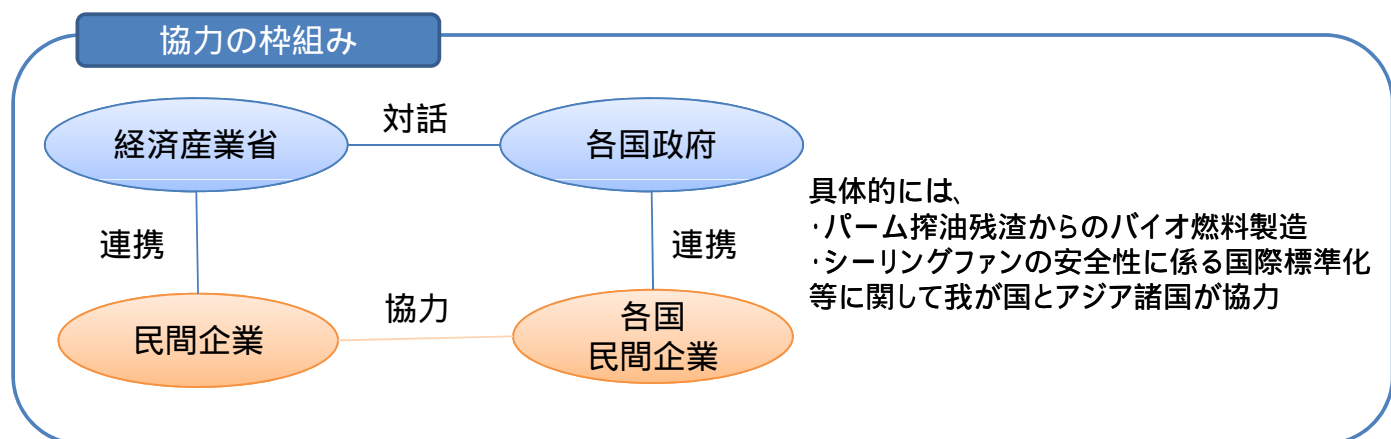 協力の枠組み
経済産業省
対話
各国政府
連携
連携
民間企業
協力
各国
民間企業
具体的には、
・パーム搾油残渣からのバイオ燃料製造
・シーリングファンの安全性に係る国際標準化
等に関して我が国とアジア諸国が協力